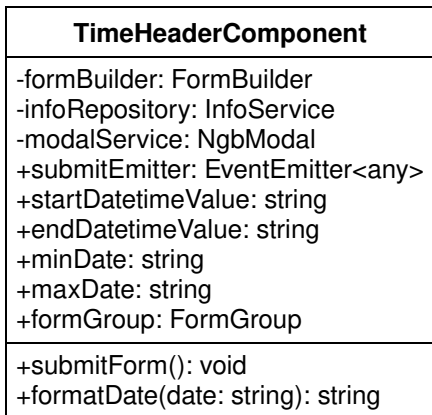 TimeHeaderComponent
-formBuilder: FormBuilder
-infoRepository: InfoService
-modalService: NgbModal
+submitEmitter: EventEmitter<any>
+startDatetimeValue: string
+endDatetimeValue: string
+minDate: string
+maxDate: string
+formGroup: FormGroup
+submitForm(): void
+formatDate(date: string): string